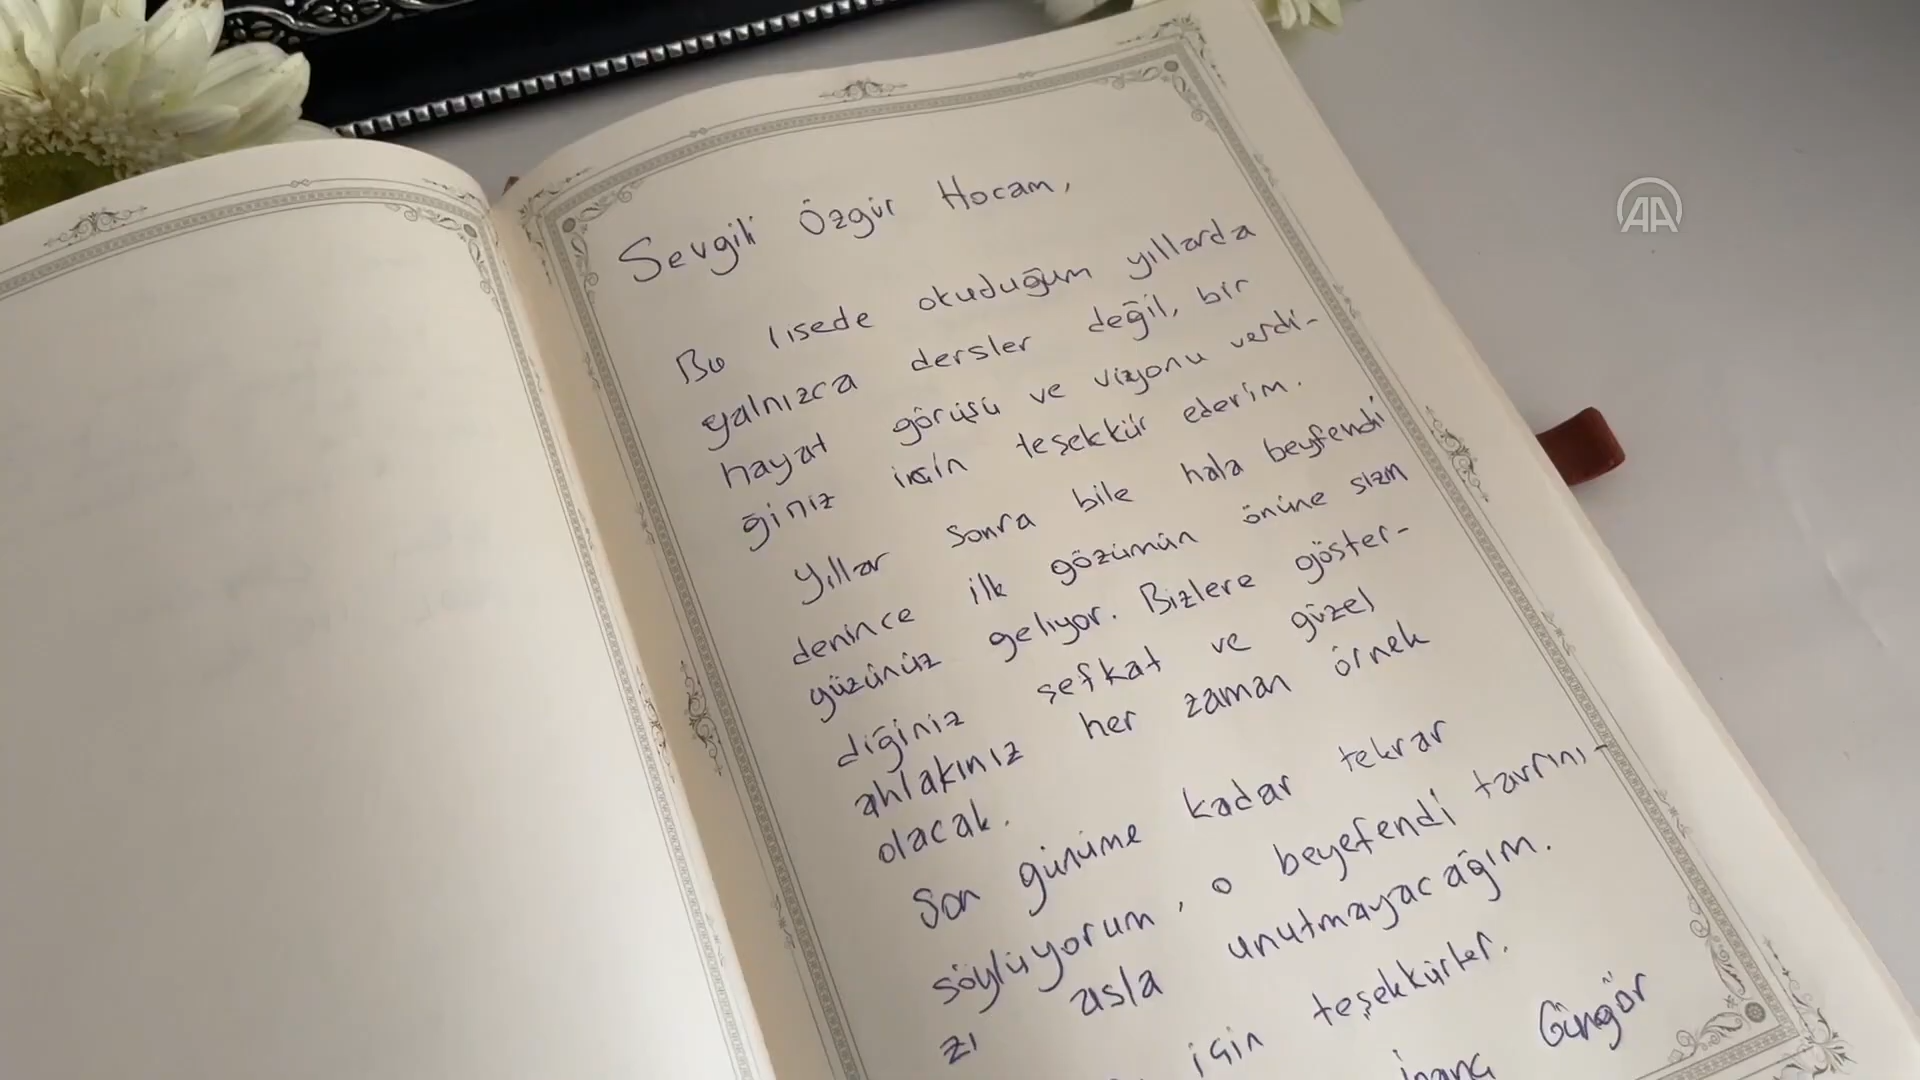 Sevgili Özgür Hocam,
Bu lisede okuduğum yıllarda
yalnızca dersler değil, bir
hayat görüşü ve vizyonu verdi-
ğiniz için teşekkür ederim.
Yıllar sonra bile hala beyfendi
denince ilk gözümün önüne sizin
yüzünüz geliyor. Bizlere göster-
diğiniz şefkat ve güzel
ahlakınız her zaman örnek
olacak.
Son günüme kadar tekrar
söylüyorum, o beyefendi tavrını-
zı asla unutmayacağım.
için teşekkürler.
İnanç Güngör
AA